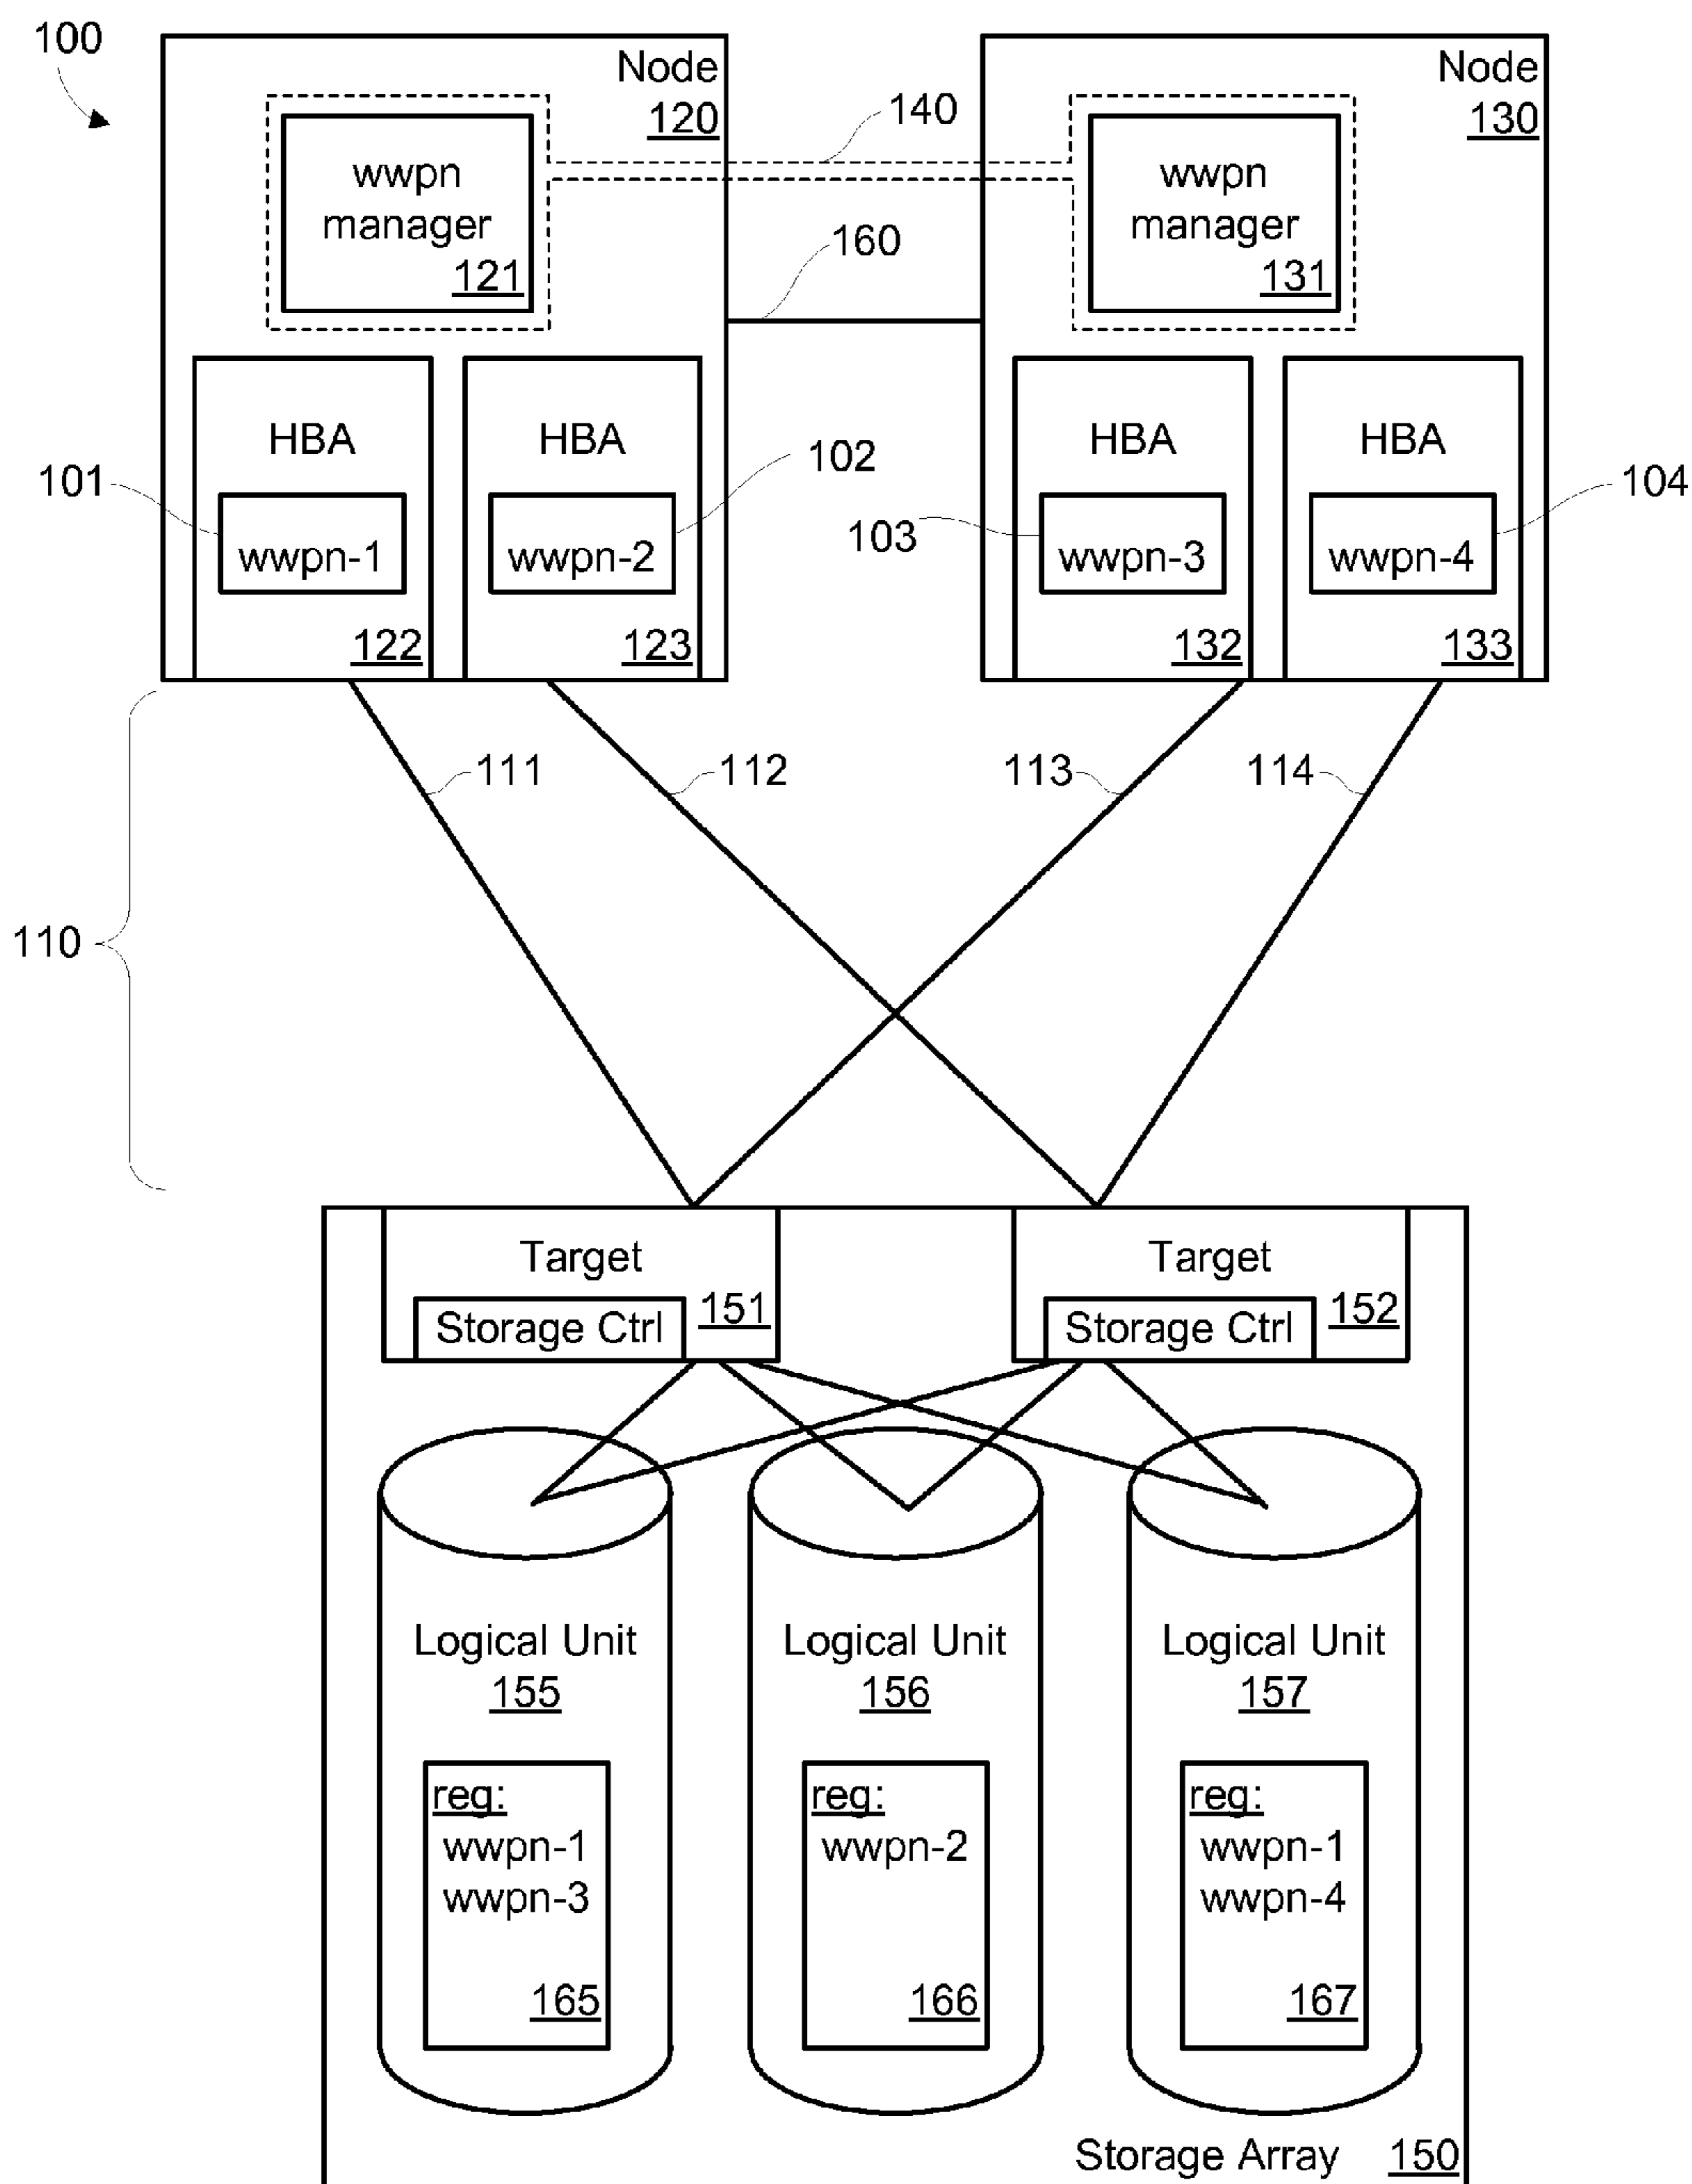 100
Node
120
Node
130
140
wwpn
manager
121
wwpn
manager
131
160
HBA
HBA
HBA
HBA
101
102
103
104
wwpn-1
wwpn-2
wwpn-3
wwpn-4
122
123
132
133
111
112
113
114
110
Target
151
Storage Ctrl
Target
152
Storage Ctrl
Logical Unit
155
Logical Unit
156
Logical Unit
157
reg:
wwpn-1
wwpn-3
165
reg:
wwpn-2
166
reg:
wwpn-1
wwpn-4
167
Storage Array 150